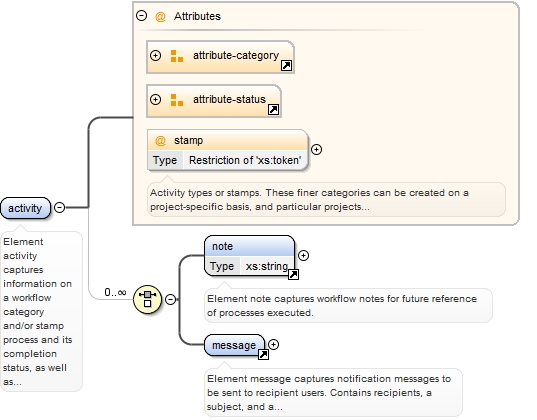 Attributes
attribute-category
attribute-status
stamp
Type Restriction of 'xs:token'
Activity types or stamps. These finer categories can be created on a
project-specific basis, and particular projects...
activity
Element
activity
captures
information on
a workflow
category
and/or stamp
process and its
completion
status, as well
as...
0..∞
note
Type xs:string
Element note captures workflow notes for future reference
of processes executed.
message
Element message captures notification messages to
be sent to recipient users. Contains recipients, a
subject, and a...